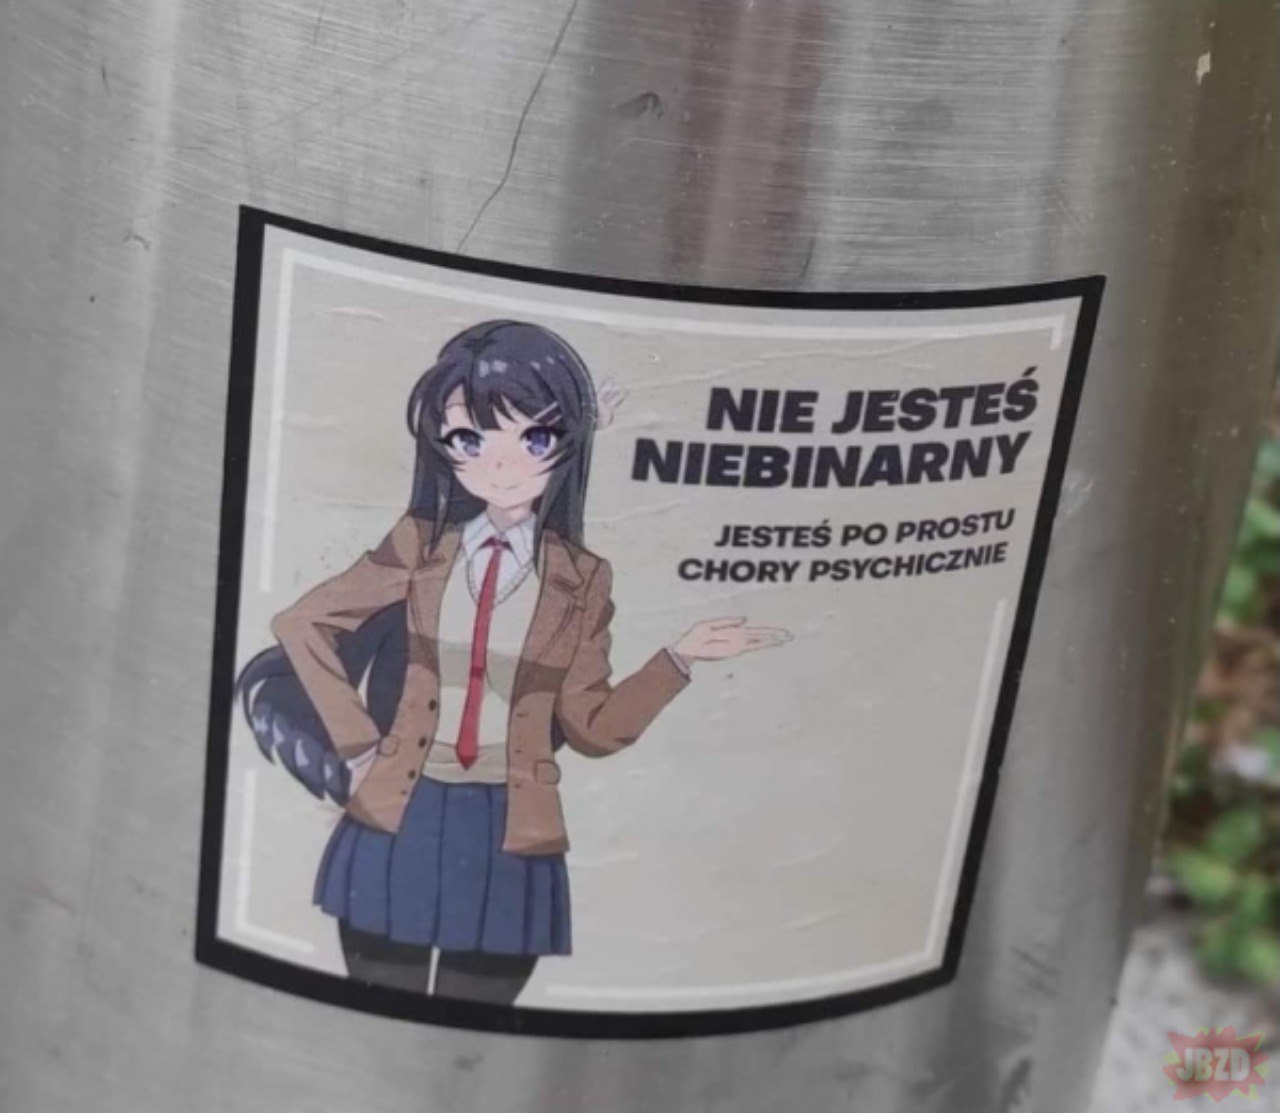 NIE JESTEŚ
NIEBINARNY
JESTEŚ PO PROSTU
CHORY PSYCHICZNIE
JBZD